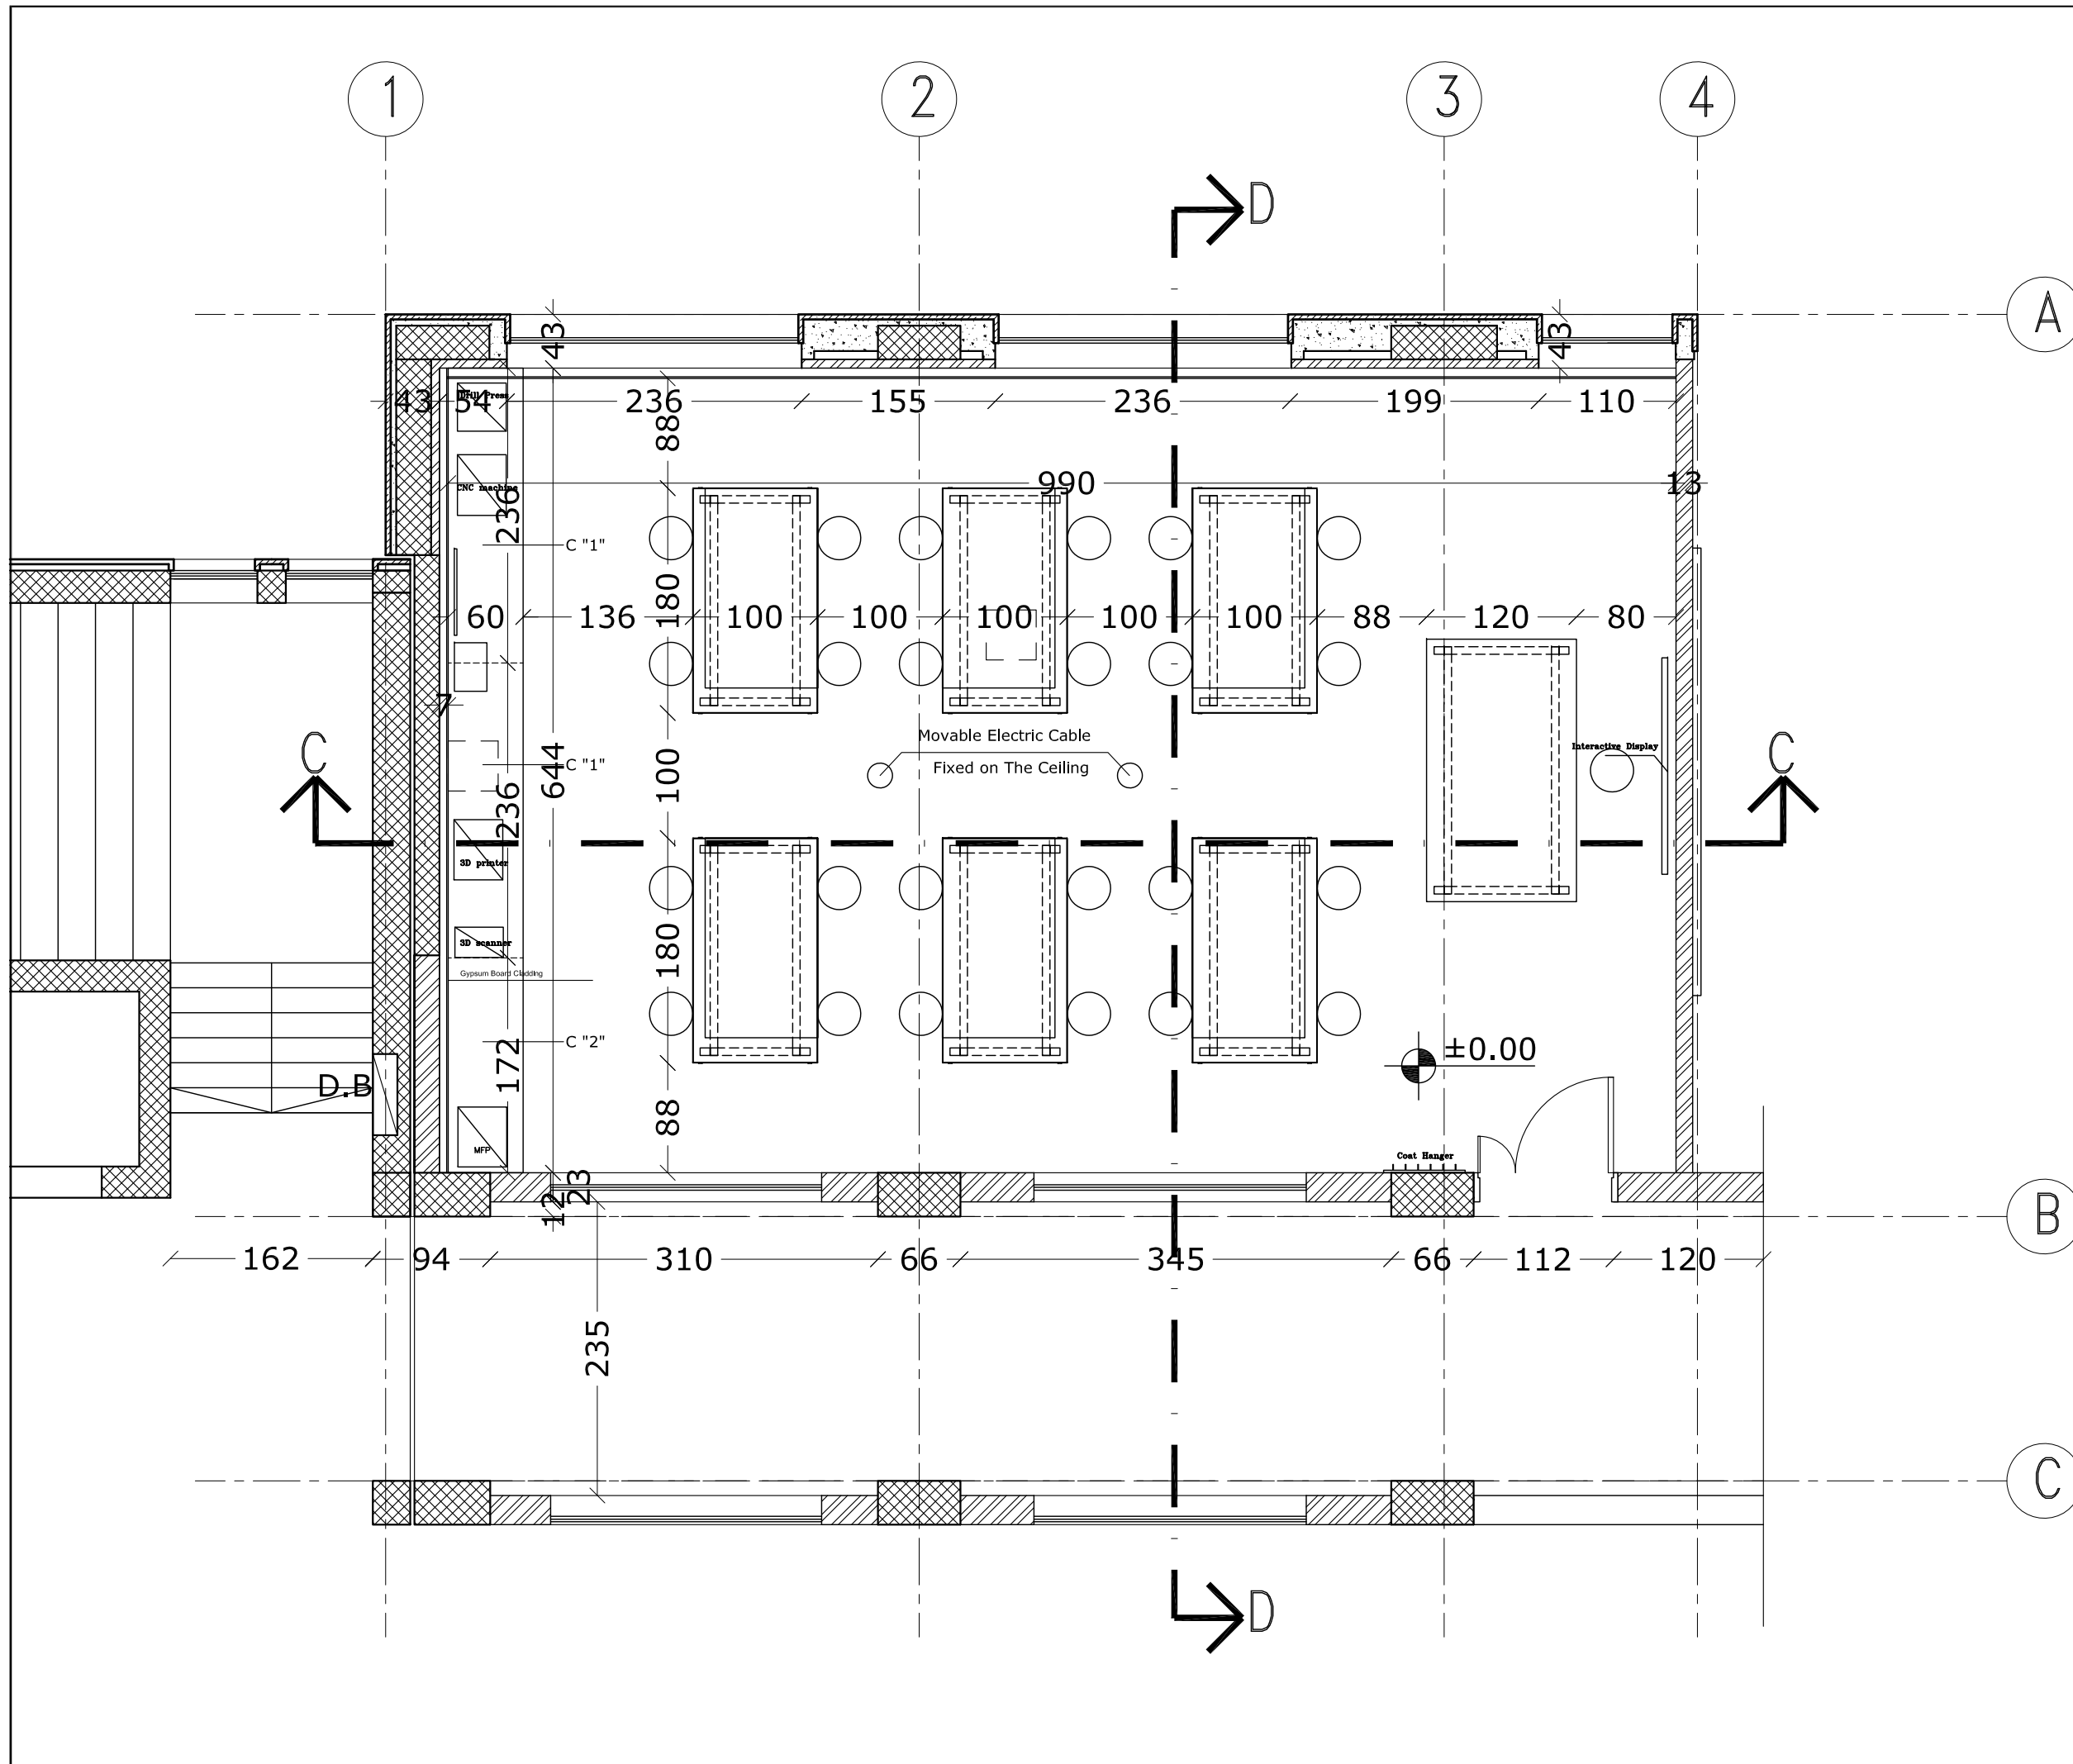 1
2
3
4
D
A
43
43
Drill Press
43
54
236
155
236
199
110
88
CNC machine
236
990
13
C "1"
180
60
136
100
100
100
100
100
88
120
80
7
C
Movable Electric Cable
Fixed on The Ceiling
Interactive Display
C
644
C "1"
100
236
3D printer
3D scanner
Gypsum Board Cladding
180
C "2"
172
±0.00
D.B
88
MFP
Coat Hanger
12
23
B
162
94
310
66
345
66
112
120
235
C
D